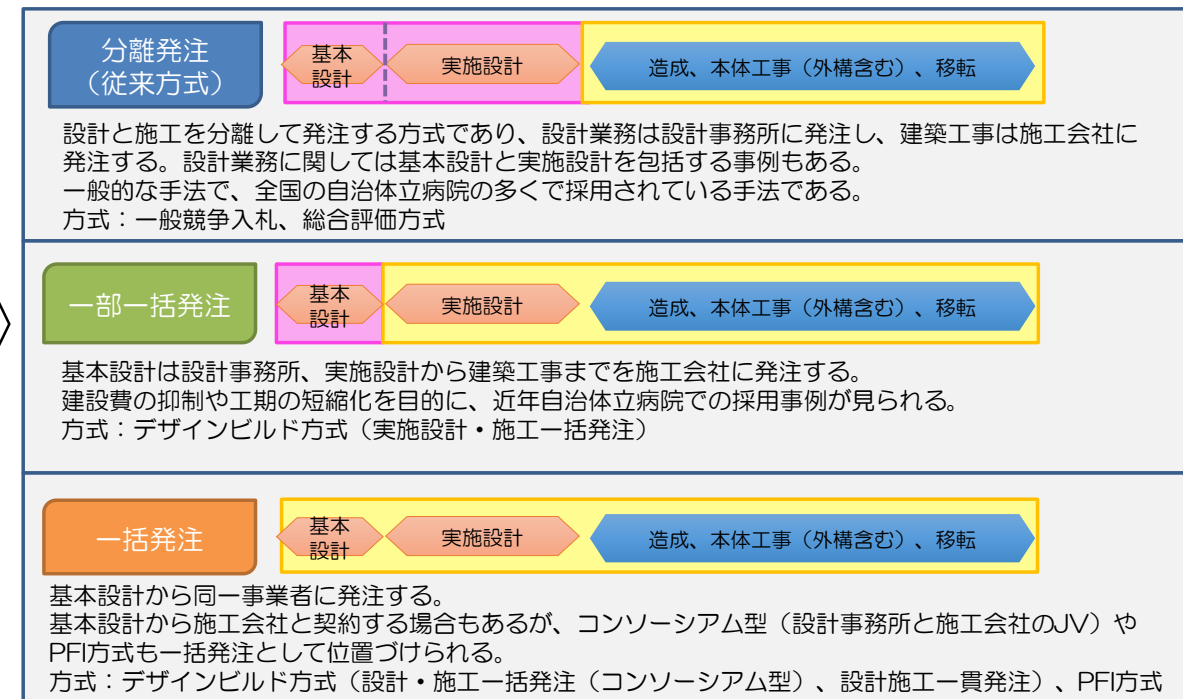 分離発注
（従来方式）
基本
設計
実施設計
造成、本体工事（外構含む）、移転
設計と施工を分離して発注する方式であり、設計業務は設計事務所に発注し、建築工事は施工会社に
発注する。設計業務に関しては基本設計と実施設計を包括する事例もある。
一般的な手法で、全国の自治体立病院の多くで採用されている手法である。
方式：一般競争入札、総合評価方式
一部一括発注
基本
設計
実施設計
造成、本体工事（外構含む）、移転
基本設計は設計事務所、実施設計から建築工事までを施工会社に発注する。
建設費の抑制や工期の短縮化を目的に、近年自治体立病院での採用事例が見られる。
方式：デザインビルド方式（実施設計・施工一括発注）
一括発注
基本
設計
実施設計
造成、本体工事（外構含む）、移転
基本設計から同一事業者に発注する。
基本設計から施工会社と契約する場合もあるが、コンソーシアム型（設計事務所と施工会社のJV）や
PFI方式も一括発注として位置づけられる。
方式：デザインビルド方式（設計・施工一括発注（コンソーシアム型）、設計施工一貫発注）、PFI方式